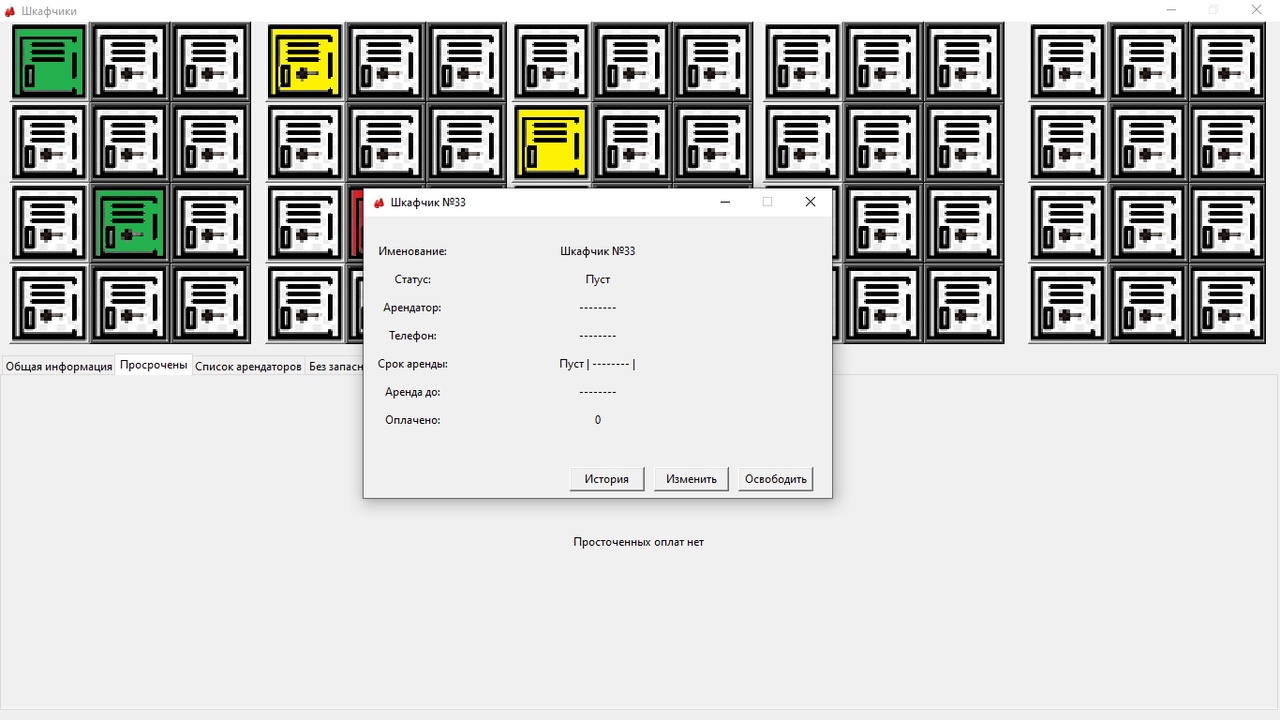 Шкафчики
Шкафчик №33
Именование: Шкафчик №33
Статус: Пуст
Арендатор: --------
Телефон: --------
Срок аренды: Пуст | -------- |
Аренда до: --------
Оплачено: 0
История Изменить Освободить
Общая информация Просрочены Список арендаторов Без запасн
Просточенных оплат нет